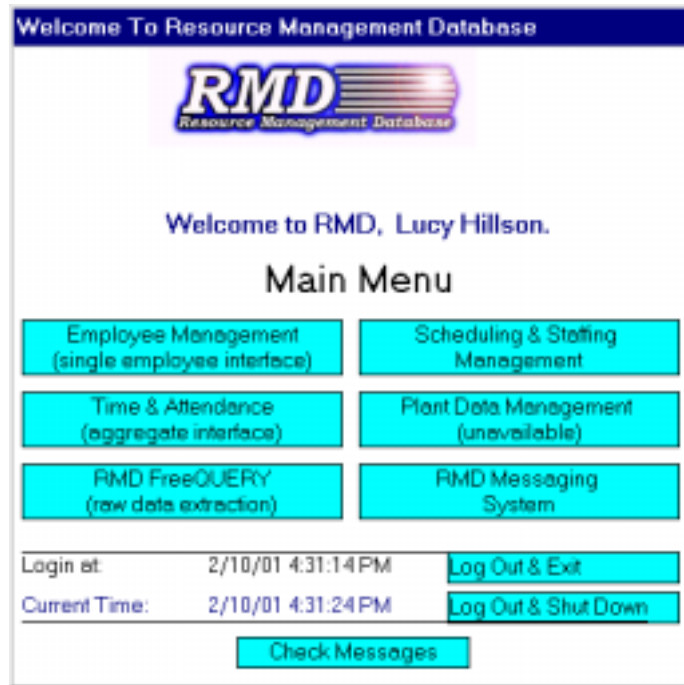 Welcome To Resource Management Database
RMD
Resource Management Database
Welcome to RMD, Lucy Hillson.
Main Menu
Employee Management
(single employee interface)
Scheduling & Staffing
Management
Time & Attendance
(aggregate interface)
Plant Data Management
(unavailable)
RMD FreeQUERY
(raw data extraction)
RMD Messaging
System
Login at: 2/10/01 4:31:14 PM Log Out & Exit
Current Time: 2/10/01 4:31:24 PM Log Out & Shut Down
Check Messages